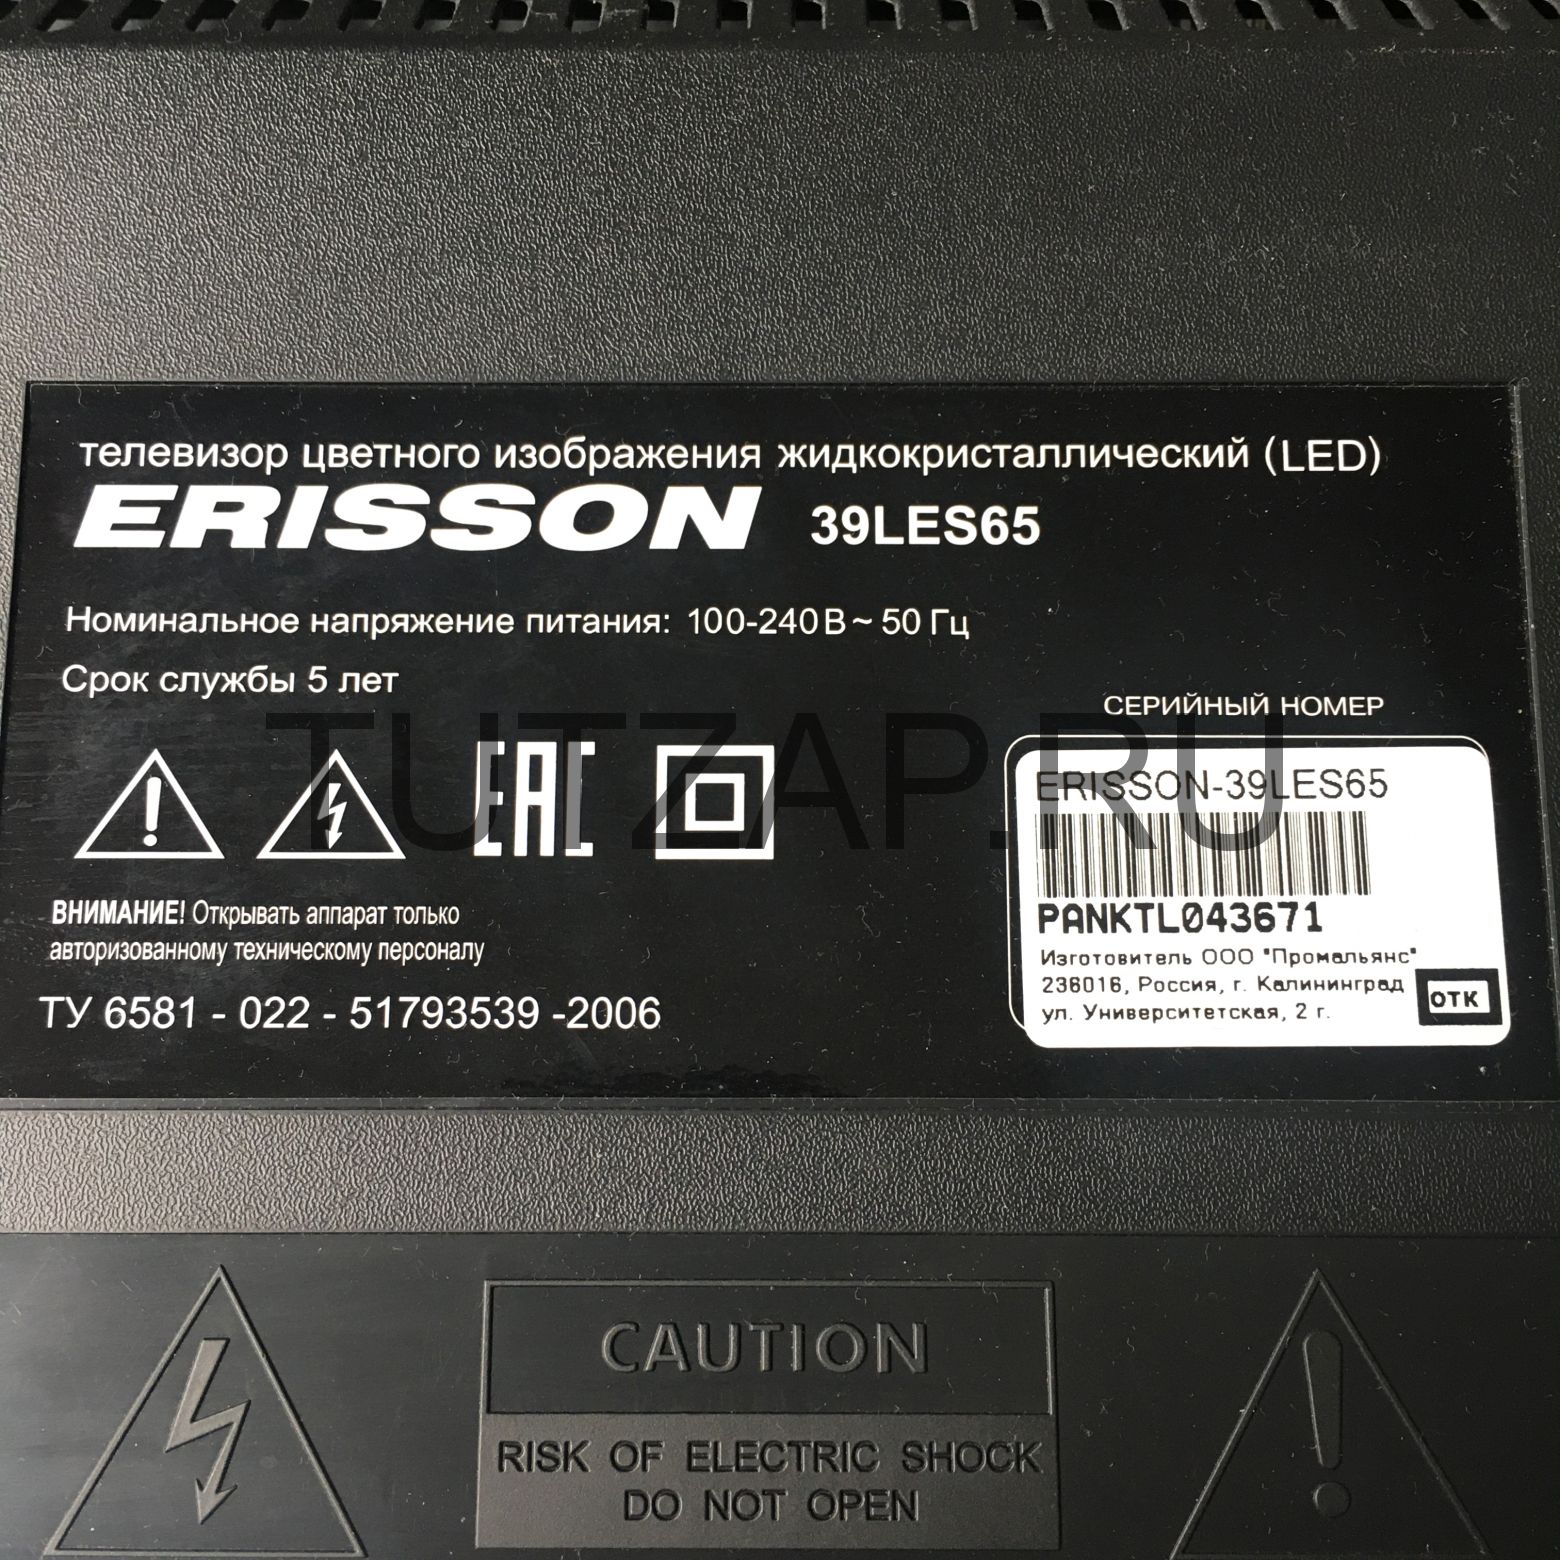 телевизор цветного изображения жидкокристаллический (LED)
ERISSON 39LES65
Номинальное напряжение питания: 100-240В ~ 50 Гц
Срок службы 5 лет
EAC
ВНИМАНИЕ! Открывать аппарат только
авторизованному техническому персоналу
ТУ 6581 - 022 - 51793539 -2006
СЕРИЙНЫЙ НОМЕР
ERISSON-39LES65
PANKTL043671
Изготовитель ООО "Промальянс"
236016, Россия, г. Калининград
ул. Университетская, 2 г.
ОТК
TUTZAP.RU
CAUTION
RISK OF ELECTRIC SHOCK
DO NOT OPEN